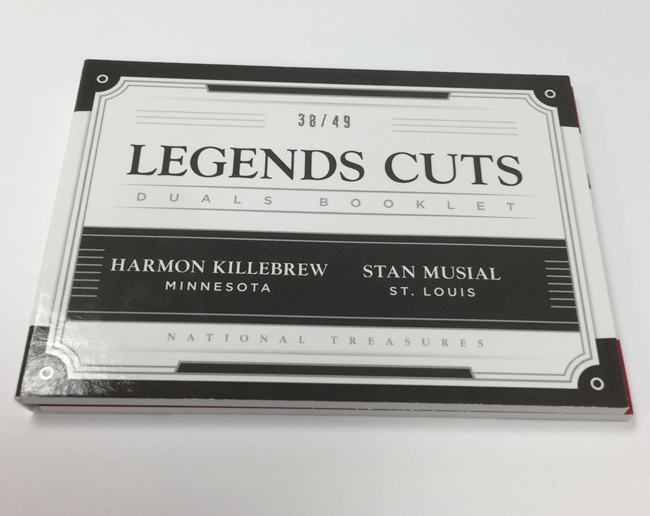 38/49
LEGENDS CUTS
DUALS BOOKLET
HARMON KILLEBREW STAN MUSIAL
MINNESOTA ST. LOUIS
NATIONAL TREASURES